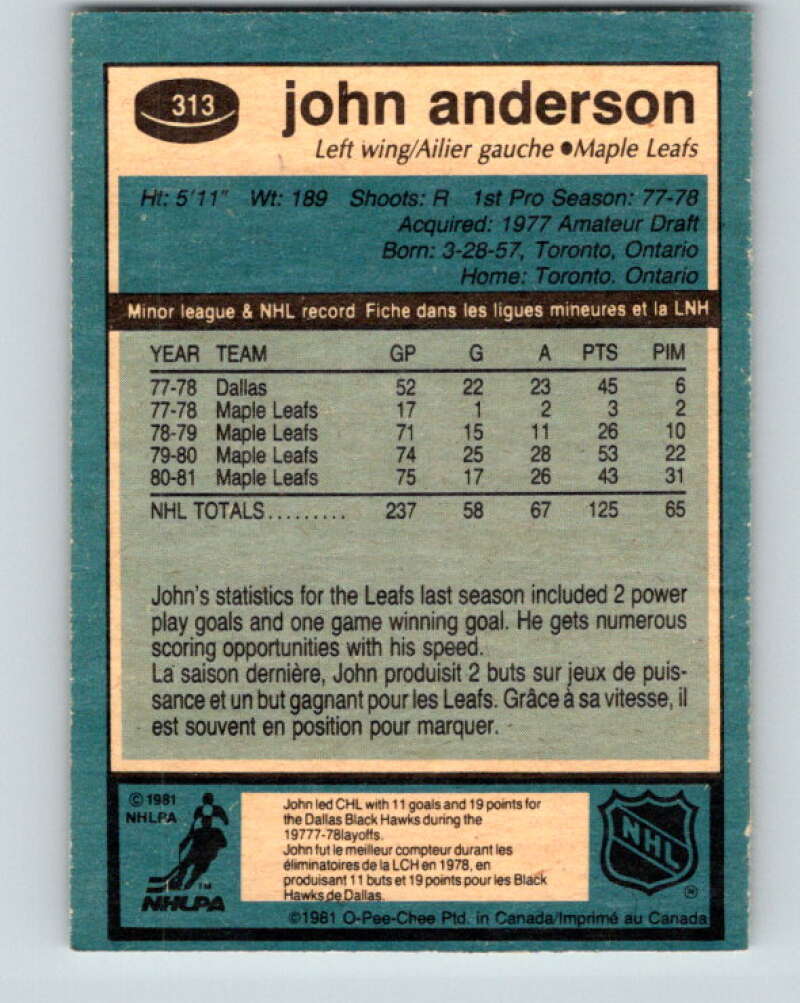 313 john anderson
Left wing/Ailier gauche ●Maple Leafs
Ht: 5'11" Wt: 189 Shoots: R 1st Pro Season: 77-78
Acquired: 1977 Amateur Draft
Born: 3-28-57, Toronto, Ontario
Home: Toronto. Ontario
Minor league & NHL record Fiche dans les ligues mineures et la LNH
YEAR TEAM GP G A PTS PIM
77-78 Dallas 52 22 23 45 6
77-78 Maple Leafs 17 1 2 3 2
78-79 Maple Leafs 71 15 11 26 10
79-80 Maple Leafs 74 25 28 53 22
80-81 Maple Leafs 75 17 26 43 31
NHL TOTALS......... 237 58 67 125 65
John's statistics for the Leafs last season included 2 power
play goals and one game winning goal. He gets numerous
scoring opportunities with his speed.
La saison dernière, John produisit 2 buts sur jeux de puis-
sance et un but gagnant pour les Leafs. Grâce à sa vitesse, il
est souvent en position pour marquer.
© 1981
NHLPA
TM
NHLPA
John led CHL with 11 goals and 19 points for
the Dallas Black Hawks during the
19777-78layoffs.
John fut le meilleur compteur durant les
éliminatoires de la LCH en 1978, en
produisant 11 buts et 19 points pour les Black
Hawks de Dallas.
NHL
®
©1981 O-Pee-Chee Ptd. in Canada/Imprimé au Canada